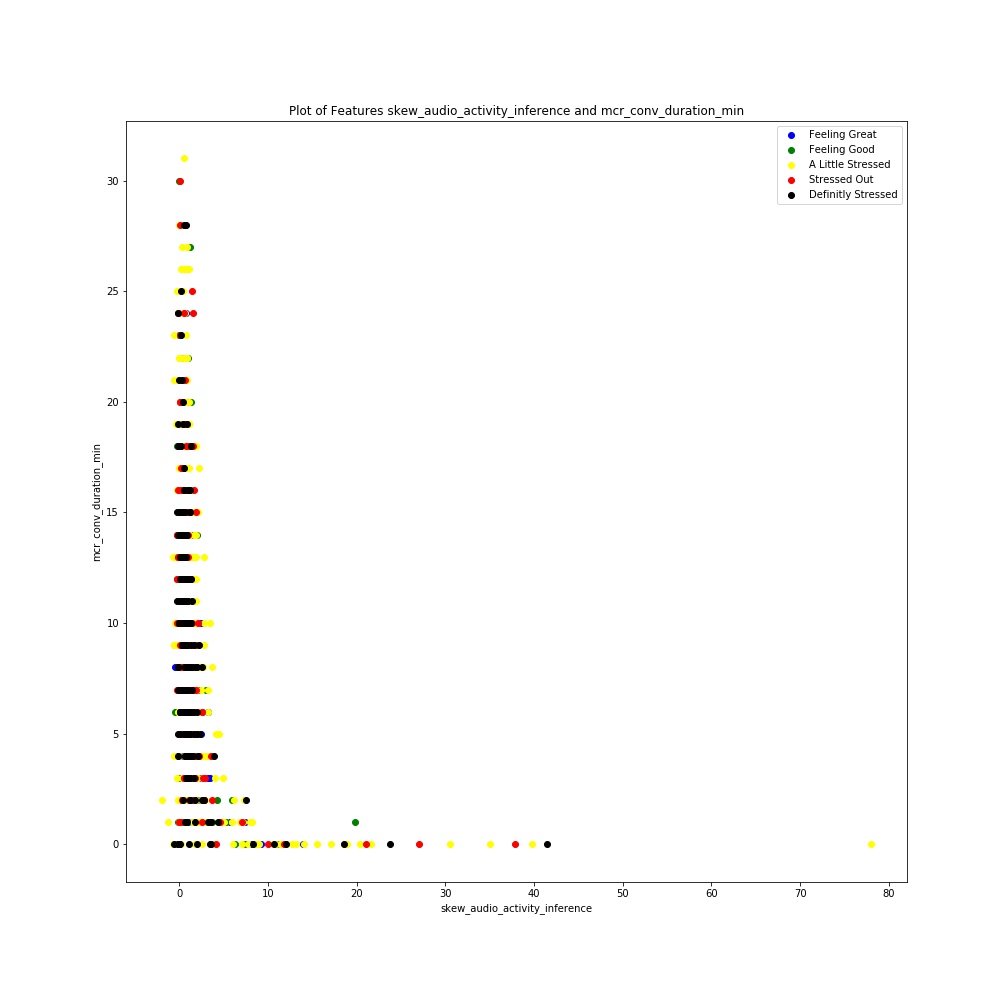 Plot of Features skew_audio_activity_inference and mcr_conv_duration_min
Feeling Great
Feeling Good
A Little Stressed
Stressed Out
Definitly Stressed
mcr_conv_duration_min
30
25
20
15
10
5
0
0 10 20 30 40 50 60 70 80
skew_audio_activity_inference